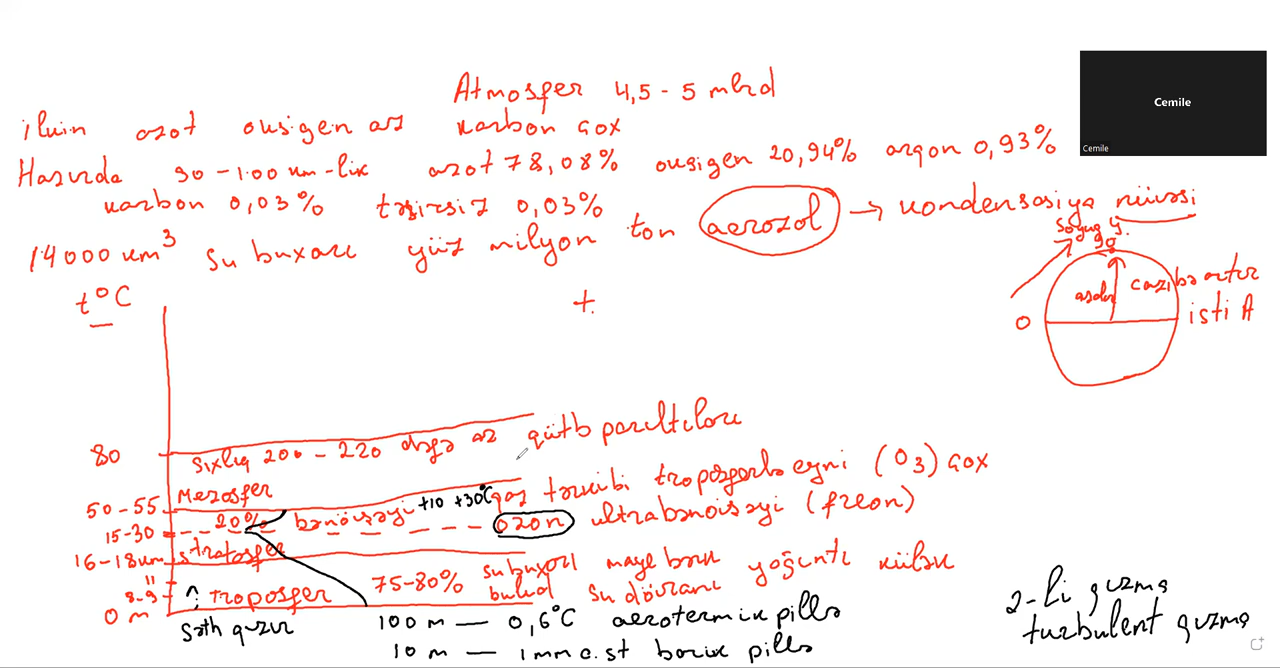 Atmosfer 4,5 - 5 mlrd
ilkin azot oksigen az karbon çox
Hazırda 90 - 100 km-lik azot 78,08% oksigen 20,94% arqon 0,93%
karbon 0,03% təsirsiz 0,03%
14000 km³ su buxarı yüz milyon ton aerozol → kondensasiya nüvəsi
Cemile
Cemile
soyuq
90
t°C
+
0
cazibə artır
isti A
80
Sıxlıq 200 - 220 dəfə az qütb parıltıları
50 - 55 Mezosfer
qaz tərkibi troposferlə eyni (O₃) çox
15 - 30 20% bənövşəyi +10 +30°C ozon ultrabənövşəyi (freon)
16 - 18 km stratosfer
11
8 - 9 troposfer 75 - 80% su buxarı maye bərk yağıntı külək
bulud su dövranı
0 m
Səth qızır
100 m — 0,6°C aerotermik pillə
10 m — 1 mm c.st barik pillə
2-li qızma
turbulent qızma